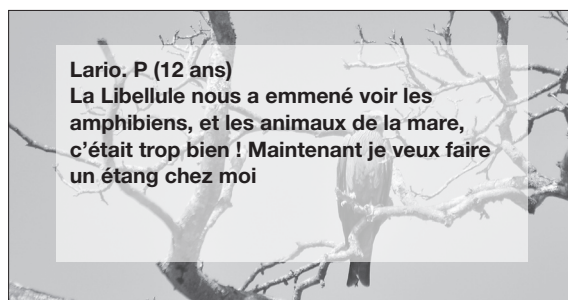 Lario. P (12 ans)
La Libellule nous a emmené voir les
amphibiens, et les animaux de la mare,
c'était trop bien ! Maintenant je veux faire
un étang chez moi